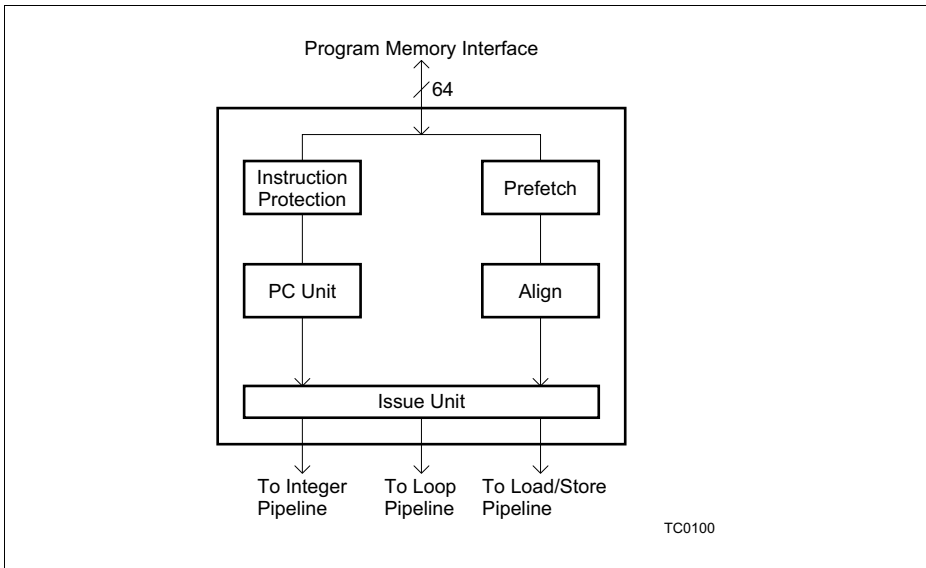 Program Memory Interface
64
Instruction
Protection
Prefetch
PC Unit
Align
Issue Unit
To Integer
Pipeline
To Loop
Pipeline
To Load/Store
Pipeline
TC0100